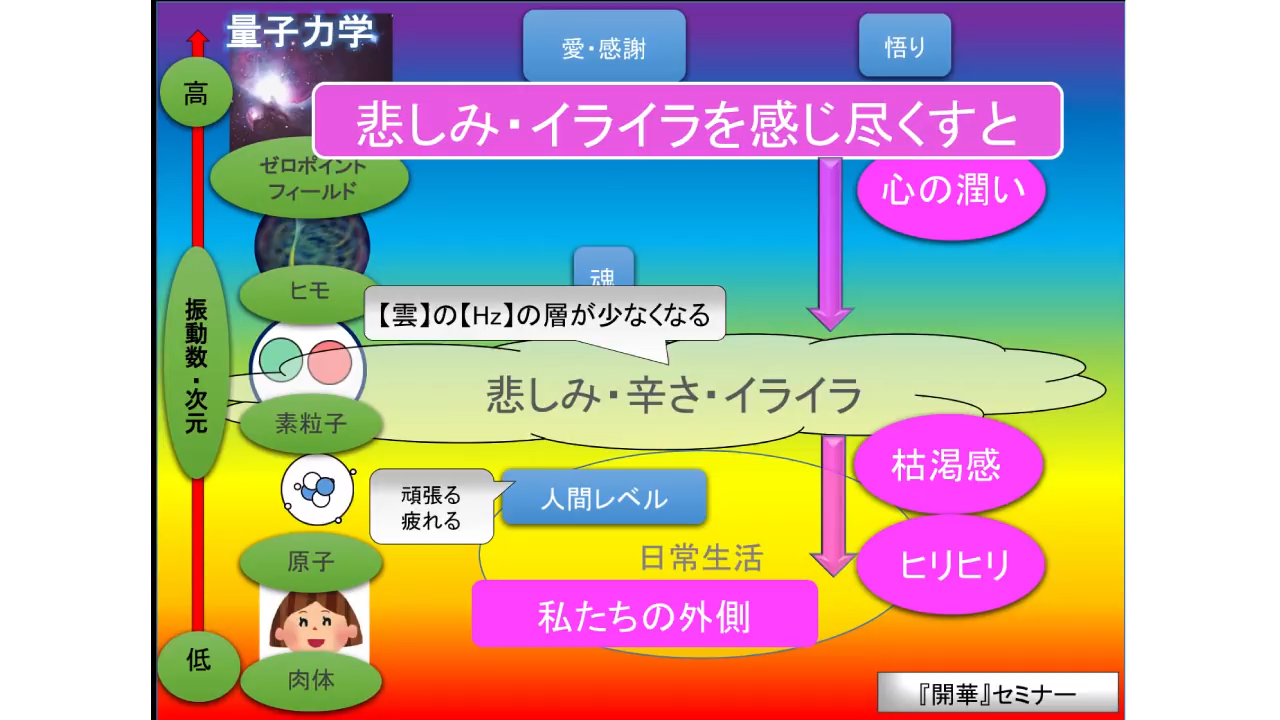 量子力学
愛・感謝
悟り
高
悲しみ・イライラを感じ尽くすと
ゼロポイント
フィールド
心の潤い
魂
ヒモ
【雲】の【Hz】の層が少なくなる
振動数・次元
悲しみ・辛さ・イライラ
素粒子
枯渇感
頑張る
疲れる
人間レベル
原子
日常生活
ヒリヒリ
私たちの外側
低
肉体
『開華』セミナー